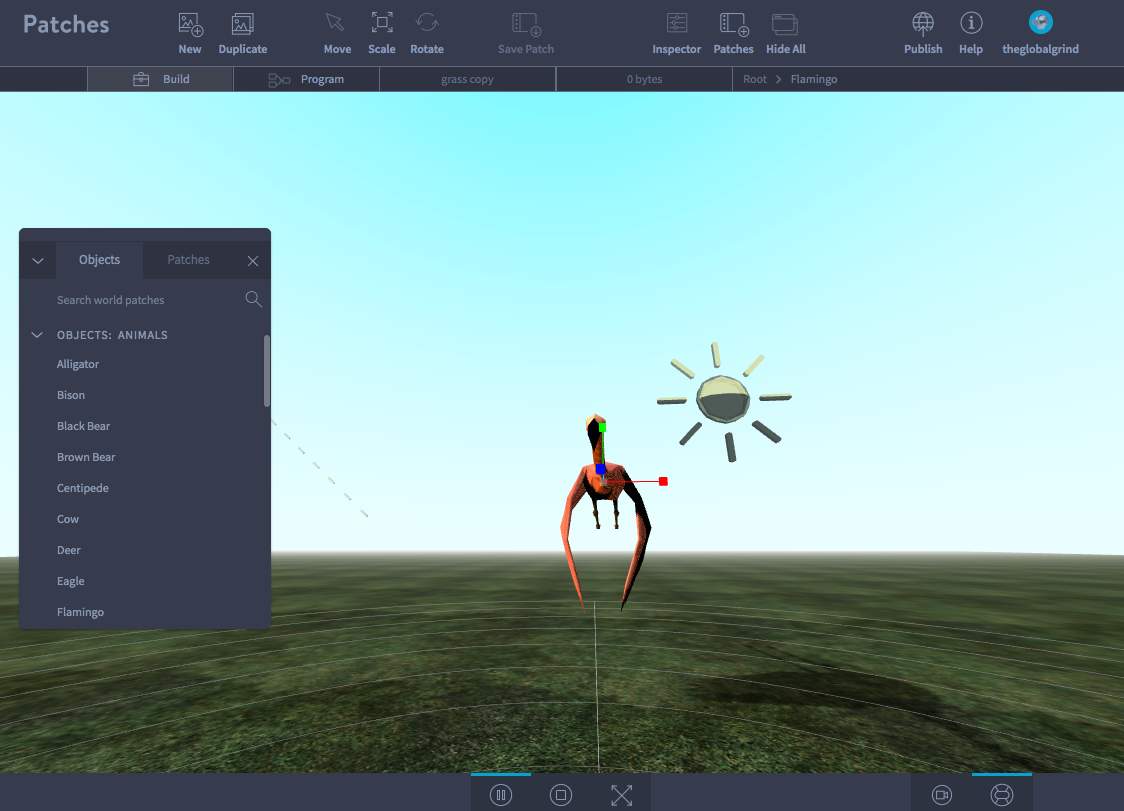 Patches
New Duplicate Move Scale Rotate Save Patch Inspector Patches Hide All Publish Help theglobalgrind
Build Program grass copy 0 bytes Root > Flamingo
Objects Patches
Search world patches
OBJECTS: ANIMALS
Alligator
Bison
Black Bear
Brown Bear
Centipede
Cow
Deer
Eagle
Flamingo